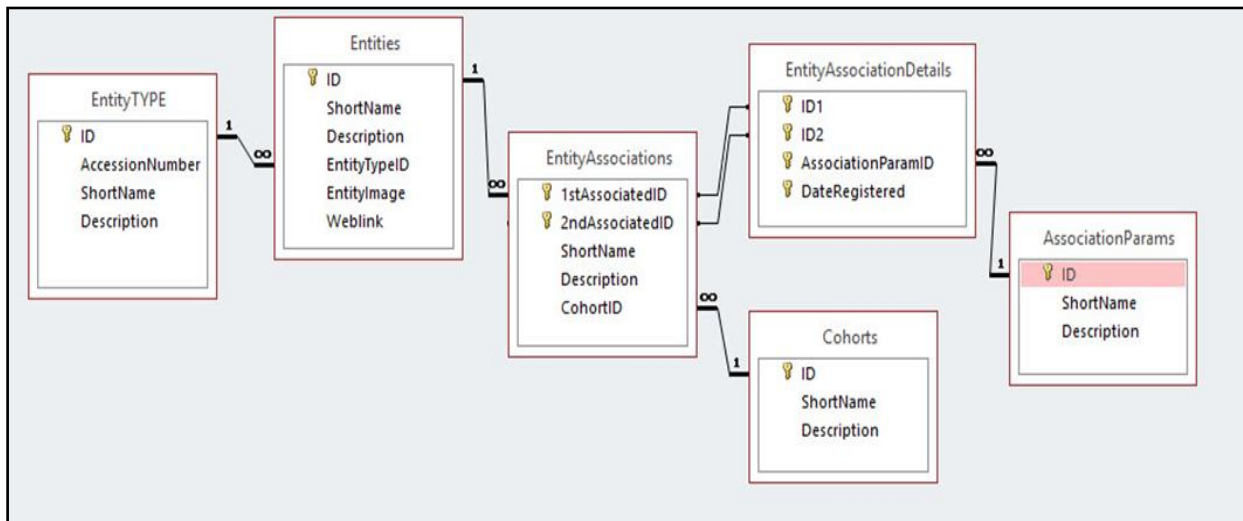 EntityTYPE
ID
AccessionNumber
ShortName
Description
1
∞
Entities
ID
ShortName
Description
EntityTypeID
EntityImage
Weblink
1
∞
EntityAssociations
1stAssociatedID
2ndAssociatedID
ShortName
Description
CohortID
∞
1
EntityAssociationDetails
ID1
ID2
AssociationParamID
DateRegistered
∞
1
Cohorts
ID
ShortName
Description
AssociationParams
ID
ShortName
Description